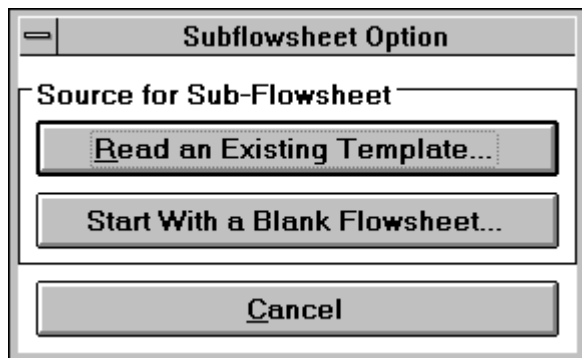 Subflowsheet Option
Source for Sub-Flowsheet
Read an Existing Template...
Start With a Blank Flowsheet...
Cancel